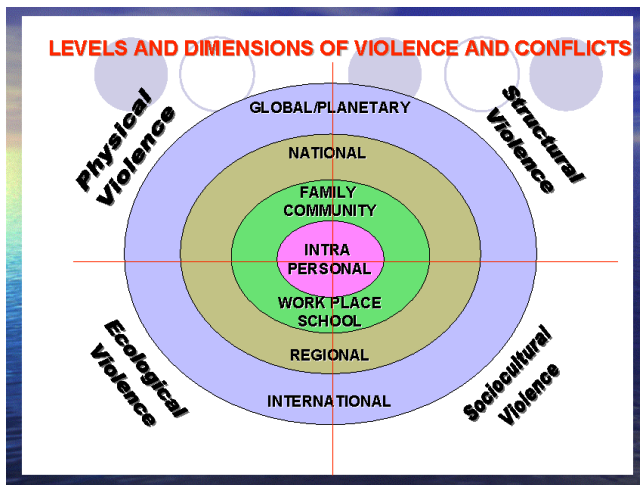 LEVELS AND DIMENSIONS OF VIOLENCE AND CONFLICTS
Physical
Violence
Structural
Violence
GLOBAL/PLANETARY
NATIONAL
FAMILY
COMMUNITY
INTRA
PERSONAL
WORK PLACE
SCHOOL
REGIONAL
INTERNATIONAL
Ecological
Violence
Sociocultural
Violence